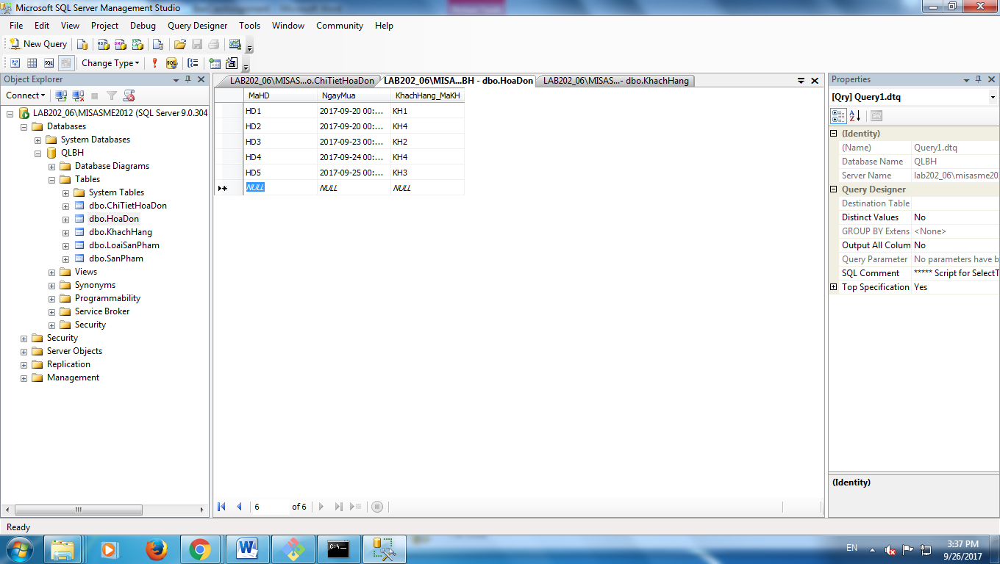 Microsoft SQL Server Management Studio
File Edit View Project Debug Query Designer Tools Window Community Help
New Query
Change Type
Object Explorer
Connect
LAB202_06\MISASME2012 (SQL Server 9.0.304
Databases
System Databases
QLBH
Database Diagrams
Tables
System Tables
dbo.ChiTietHoaDon
dbo.HoaDon
dbo.KhachHang
dbo.LoaiSanPham
dbo.SanPham
Views
Synonyms
Programmability
Service Broker
Security
Security
Server Objects
Replication
Management
LAB202_06\MISAS...o.ChiTietHoaDon LAB202_06\MISA...BH - dbo.HoaDon LAB202_06\MISAS...- dbo.KhachHang
MaHD NgayMua KhachHang_MaKH
HD1 2017-09-20 00:... KH1
HD2 2017-09-20 00:... KH4
HD3 2017-09-23 00:... KH2
HD4 2017-09-24 00:... KH4
HD5 2017-09-25 00:... KH3
NULL NULL NULL
6 of 6
Properties
[Qry] Query1.dtq
(Identity)
(Name) Query1.dtq
Database Name QLBH
Server Name lab202_06\misasme20
Query Designer
Destination Table
Distinct Values No
GROUP BY Extens <None>
Output All Colum No
Query Parameter No parameters have b
SQL Comment ***** Script for SelectT
Top Specification Yes
(Identity)
Ready
EN
3:37 PM
9/26/2017